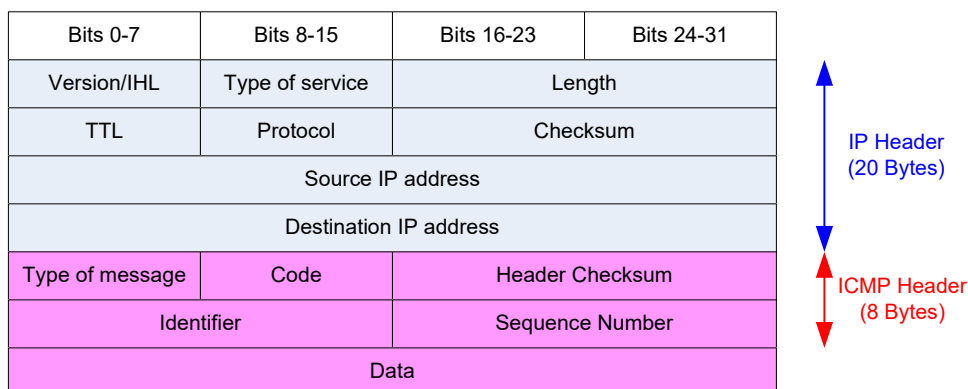 Bits 0-7 Bits 8-15 Bits 16-23 Bits 24-31
Version/IHL Type of service Length
TTL Protocol Checksum
Source IP address
Destination IP address
Type of message Code Header Checksum
Identifier Sequence Number
Data
IP Header
(20 Bytes)
ICMP Header
(8 Bytes)